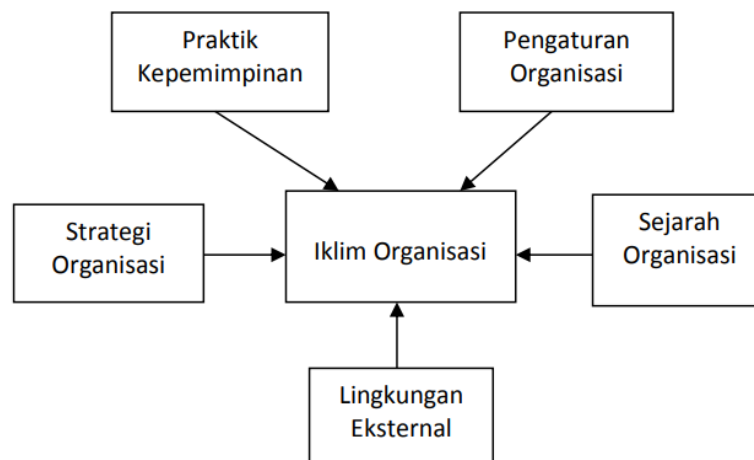 Praktik
Kepemimpinan
Pengaturan
Organisasi
Strategi
Organisasi
Iklim Organisasi
Sejarah
Organisasi
Lingkungan
Eksternal